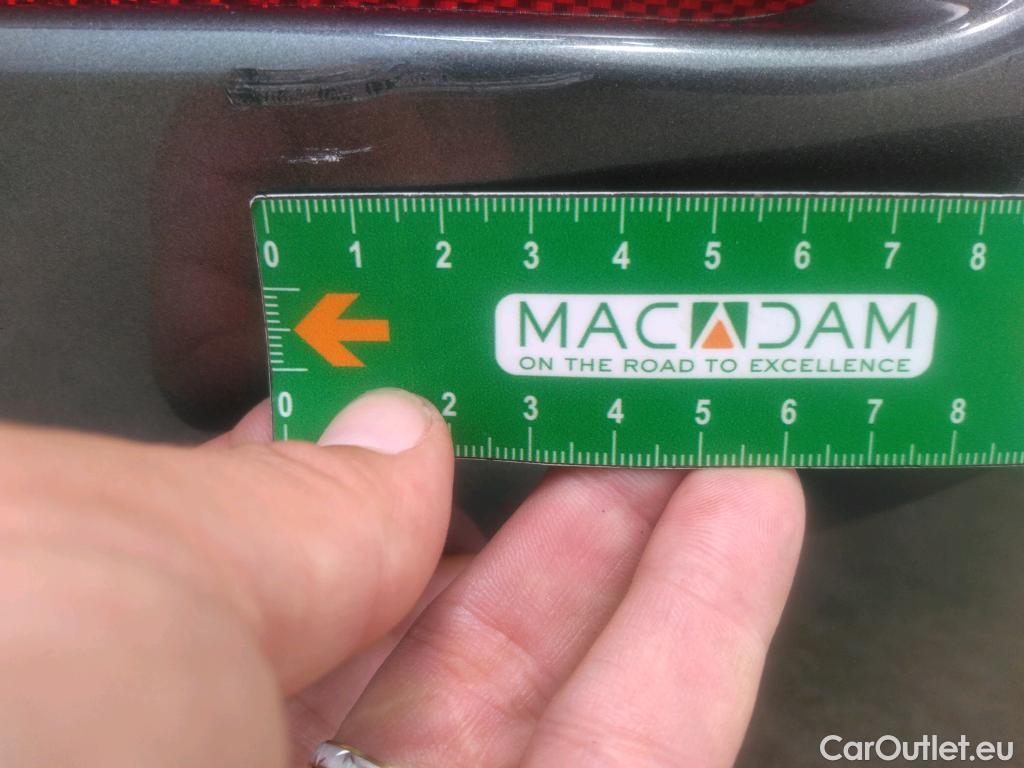 0 1 2 3 4 5 6 7 8
MACADAM
ON THE ROAD TO EXCELLENCE
0 2 3 4 5 6 7 8
CarOutlet.eu